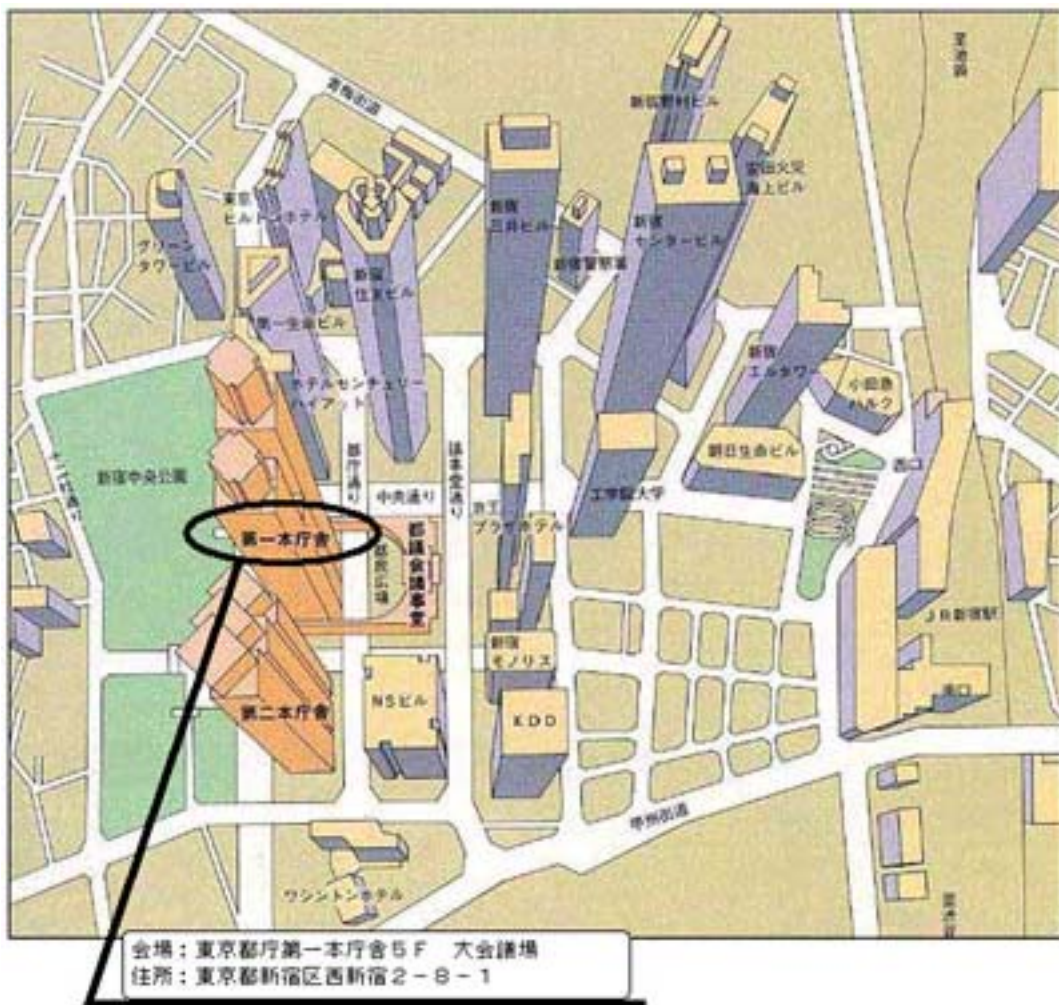 青梅街道
新宿野村ビル
安田火災
海上ビル
東京
ヒルトンホテル
グリーン
タワービル
新宿
住友ビル
新宿
三井ビル
新宿警察署
新宿
センタービル
第一生命ビル
新宿
エルタワー
小田急
ハルク
ホテルセンチュリー
ハイアット
朝日生命ビル
西口
新宿中央公園
都庁通り
議事堂通り
中央通り
京王
プラザホテル
工学院大学
第一本庁舎
都民広場
都議会議事堂
JR新宿駅
南口
新宿
モノリス
NSビル
KDD
第二本庁舎
甲州街道
ワシントンホテル
会場:東京都庁第一本庁舎5F 大会議場
住所:東京都新宿区西新宿2-8-1